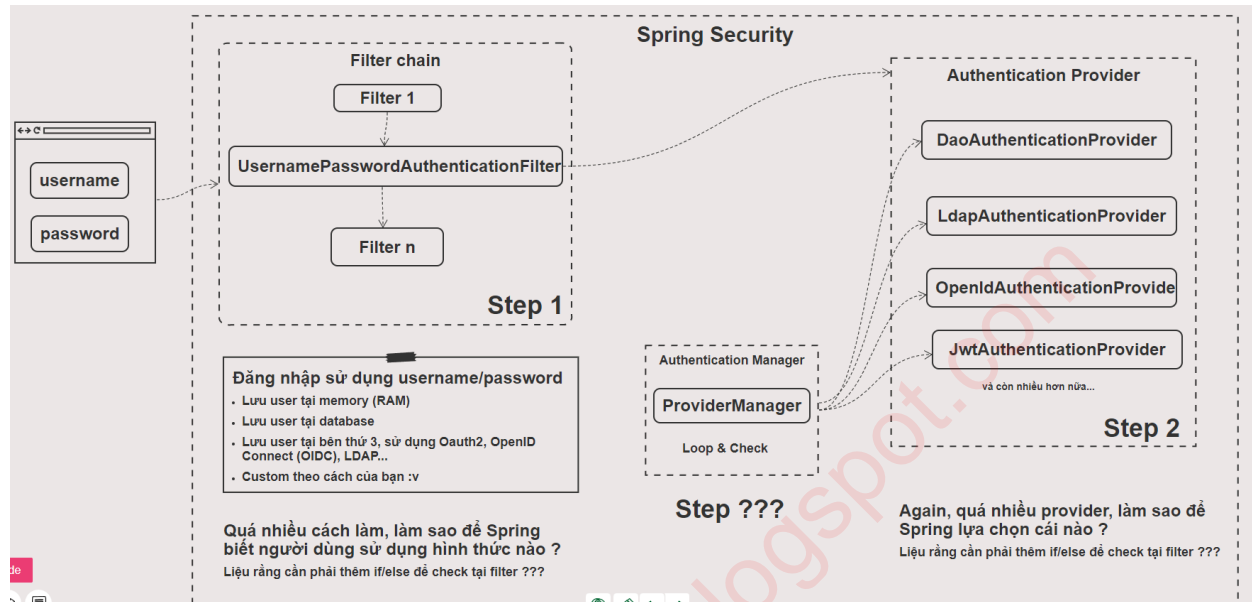 Spring Security
Filter chain
Filter 1
UsernamePasswordAuthenticationFilter
Filter n
Step 1
username
password
Authentication Provider
DaoAuthenticationProvider
LdapAuthenticationProvider
OpenIdAuthenticationProvide
JwtAuthenticationProvider
và còn nhiều hơn nữa...
Step 2
Authentication Manager
ProviderManager
Loop & Check
Step ???
Đăng nhập sử dụng username/password
Lưu user tại memory (RAM)
Lưu user tại database
Lưu user tại bên thứ 3, sử dụng Oauth2, OpenID
Connect (OIDC), LDAP...
Custom theo cách của bạn :v
Quá nhiều cách làm, làm sao để Spring
biết người dùng sử dụng hình thức nào ?
Liệu rằng cần phải thêm if/else để check tại filter ???
Again, quá nhiều provider, làm sao để
Spring lựa chọn cái nào ?
Liệu rằng cần phải thêm if/else để check tại filter ???
de
logspot.com